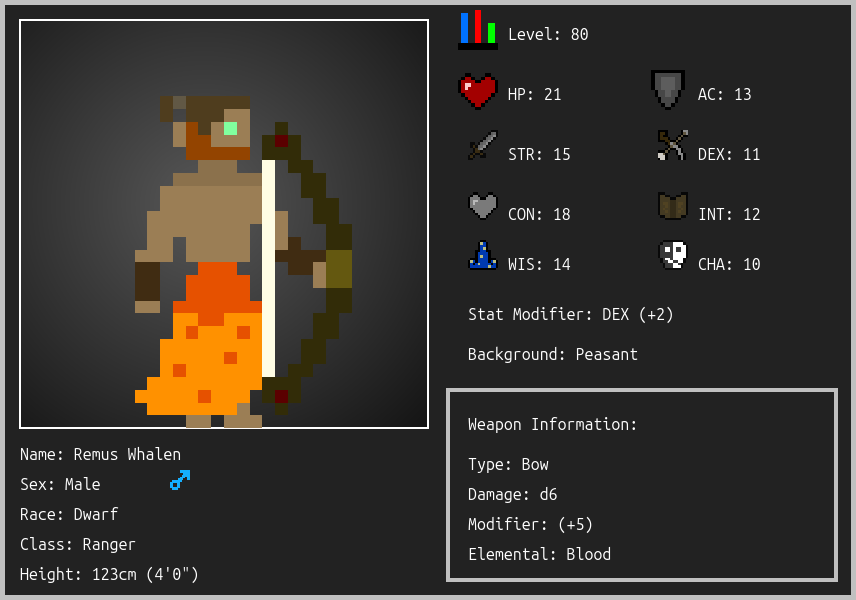 Level: 80
HP: 21
AC: 13
STR: 15
DEX: 11
CON: 18
INT: 12
WIS: 14
CHA: 10
Stat Modifier: DEX (+2)
Background: Peasant
Weapon Information:
Type: Bow
Damage: d6
Modifier: (+5)
Elemental: Blood
Name: Remus Whalen
Sex: Male
Race: Dwarf
Class: Ranger
Height: 123cm (4'0")